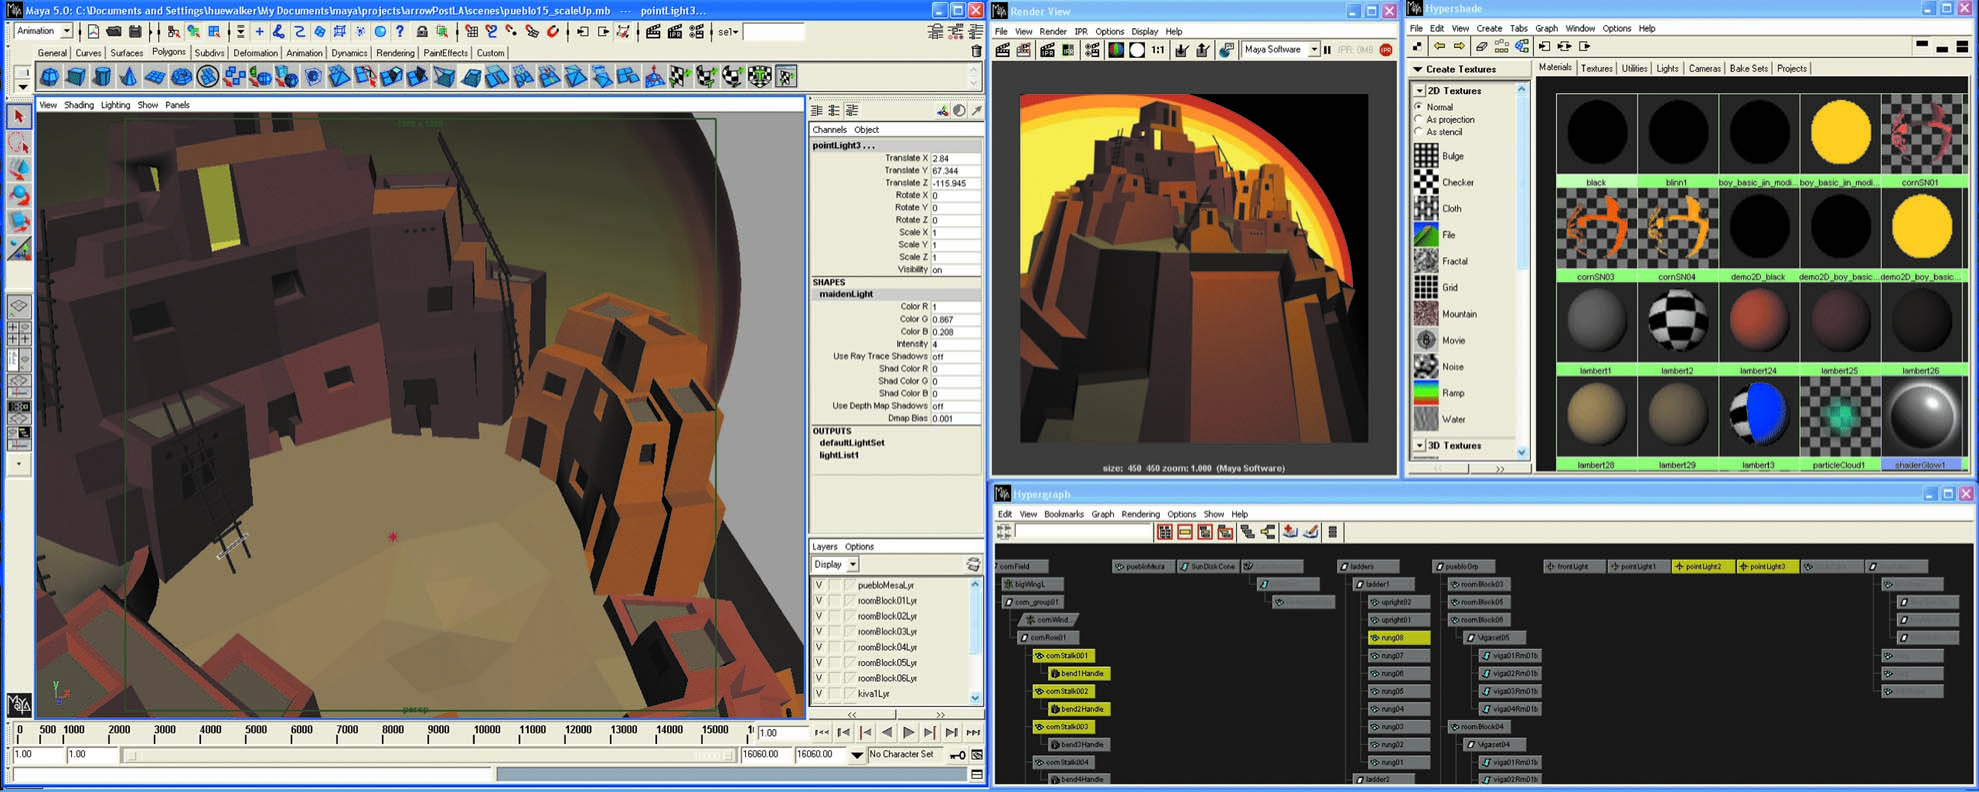 Maya 5.0: C:\Documents and Settings\huewalker\My Documents\maya\projects\arrowPostLA\scenes\pueblo15_scaleUp.mb --- pointLight3...
Animation
sel
General Curves Surfaces Polygons Subdivs Deformation Animation Dynamics Rendering PaintEffects Custom
View Shading Lighting Show Panels
persp
Channels Object
pointLight3 ...
Translate X 2.84
Translate Y 67.344
Translate Z -115.945
Rotate X 0
Rotate Y 0
Rotate Z 0
Scale X 1
Scale Y 1
Scale Z 1
Visibility on
SHAPES
maidenLight
Color R 1
Color G 0.867
Color B 0.208
Intensity 4
Use Ray Trace Shadows off
Shad Color R 0
Shad Color G 0
Shad Color B 0
Use Depth Map Shadows off
Dmap Bias 0.001
OUTPUTS
defaultLightSet
lightList1
Layers Options
Display
V puebloMesaLyr
V roomBlock01Lyr
V roomBlock02Lyr
V roomBlock03Lyr
V roomBlock04Lyr
V roomBlock05Lyr
V roomBlock06Lyr
V kiva1Lyr
<< >>
0 500 1000 2000 3000 4000 5000 6000 7000 8000 9000 10000 11000 12000 13000 14000 15000 1.00
1.00 1.00 16060.00 16060.00 No Character Set
Render View
File View Render IPR Options Display Help
IPR 1:1 Maya Software IPR: 0MB
size: 450 450 zoom: 1.000 (Maya Software)
Hypershade
File Edit View Create Tabs Graph Window Options Help
Create Textures
2D Textures
Normal
As projection
As stencil
Bulge
Checker
Cloth
File
Fractal
Grid
Mountain
Movie
Noise
Ramp
Water
3D Textures
>>
Materials Textures Utilities Lights Cameras Bake Sets Projects
black blinn1 boy_basic_jin_modi... boy_basic_jin_modi... cornSN01
cornSN03 cornSN04 demo2D_black demo2D_boy_basic... demo2D_boy_basic...
lambert1 lambert2 lambert24 lambert25 lambert26
lambert28 lambert29 lambert3 particleCloud1 shaderGlow1
Hypergraph
Edit View Bookmarks Graph Rendering Options Show Help
cornField puebloMesa SunDiskCone ladders puebloGrp frontLight pointLight1 pointLight2 pointLight3
bigWingL ladder1 roomBlock03
corn_group01 upright02 roomBlock05
cornWind... upright01 roomBlock06
cornRow01 rung08 Vigaset05
cornStalk001 rung07 viga01Rm01b
bend1Handle rung06 viga02Rm01b
cornStalk002 rung05 viga03Rm01b
bend2Handle rung04 viga04Rm01b
cornStalk003 rung03 roomBlock04
bend3Handle rung02 Vigaset04
cornStalk004 rung01 viga01Rm01b
bend4Handle ladder2 viga02Rm01b